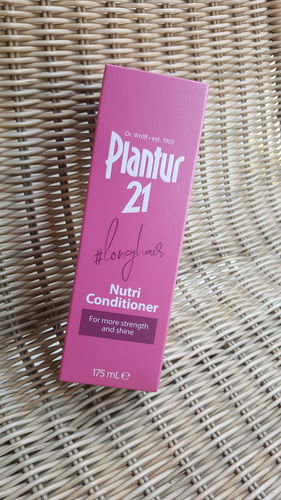 Dr. Wolff • est. 1905
Plantur
21
#longhair
Nutri
Conditioner
For more strength
and shine
175 mL ℮